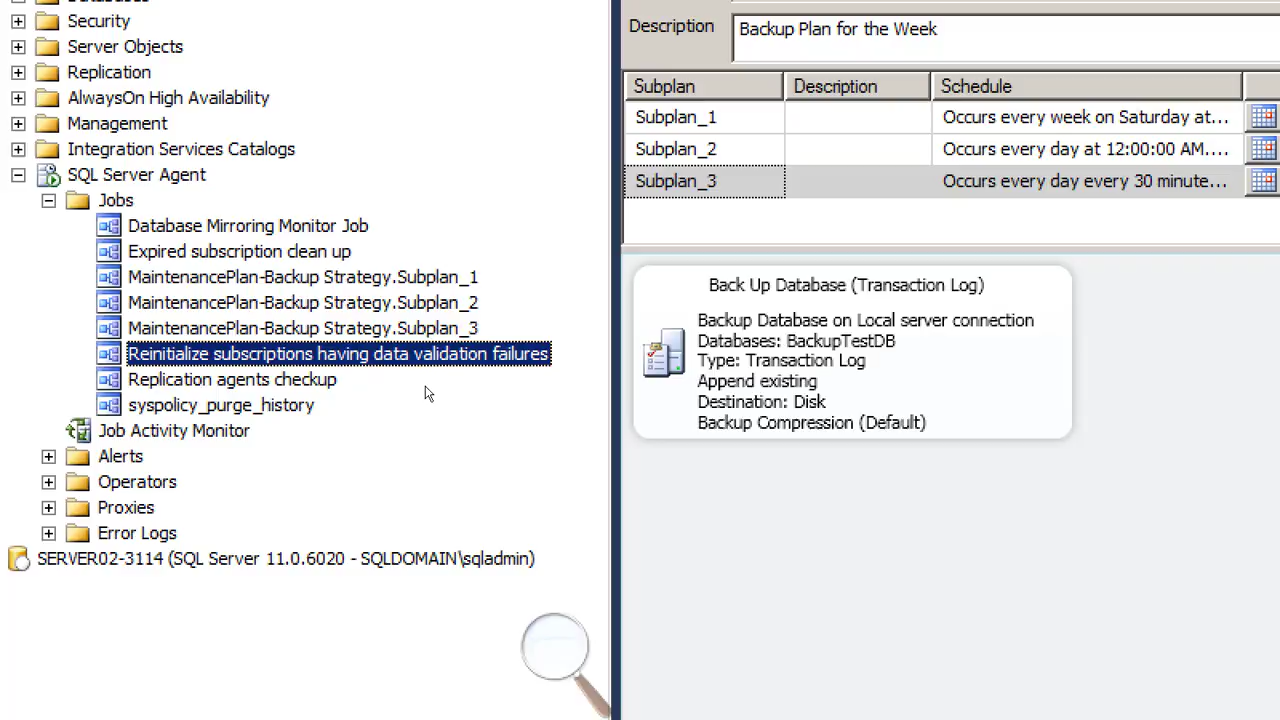 Security
Server Objects
Replication
AlwaysOn High Availability
Management
Integration Services Catalogs
SQL Server Agent
Jobs
Database Mirroring Monitor Job
Expired subscription clean up
MaintenancePlan-Backup Strategy.Subplan_1
MaintenancePlan-Backup Strategy.Subplan_2
MaintenancePlan-Backup Strategy.Subplan_3
Reinitialize subscriptions having data validation failures
Replication agents checkup
syspolicy_purge_history
Job Activity Monitor
Alerts
Operators
Proxies
Error Logs
SERVER02-3114 (SQL Server 11.0.6020 - SQLDOMAIN\sqladmin)
Description Backup Plan for the Week
Subplan Description Schedule
Subplan_1 Occurs every week on Saturday at...
Subplan_2 Occurs every day at 12:00:00 AM....
Subplan_3 Occurs every day every 30 minute...
Back Up Database (Transaction Log)
Backup Database on Local server connection
Databases: BackupTestDB
Type: Transaction Log
Append existing
Destination: Disk
Backup Compression (Default)